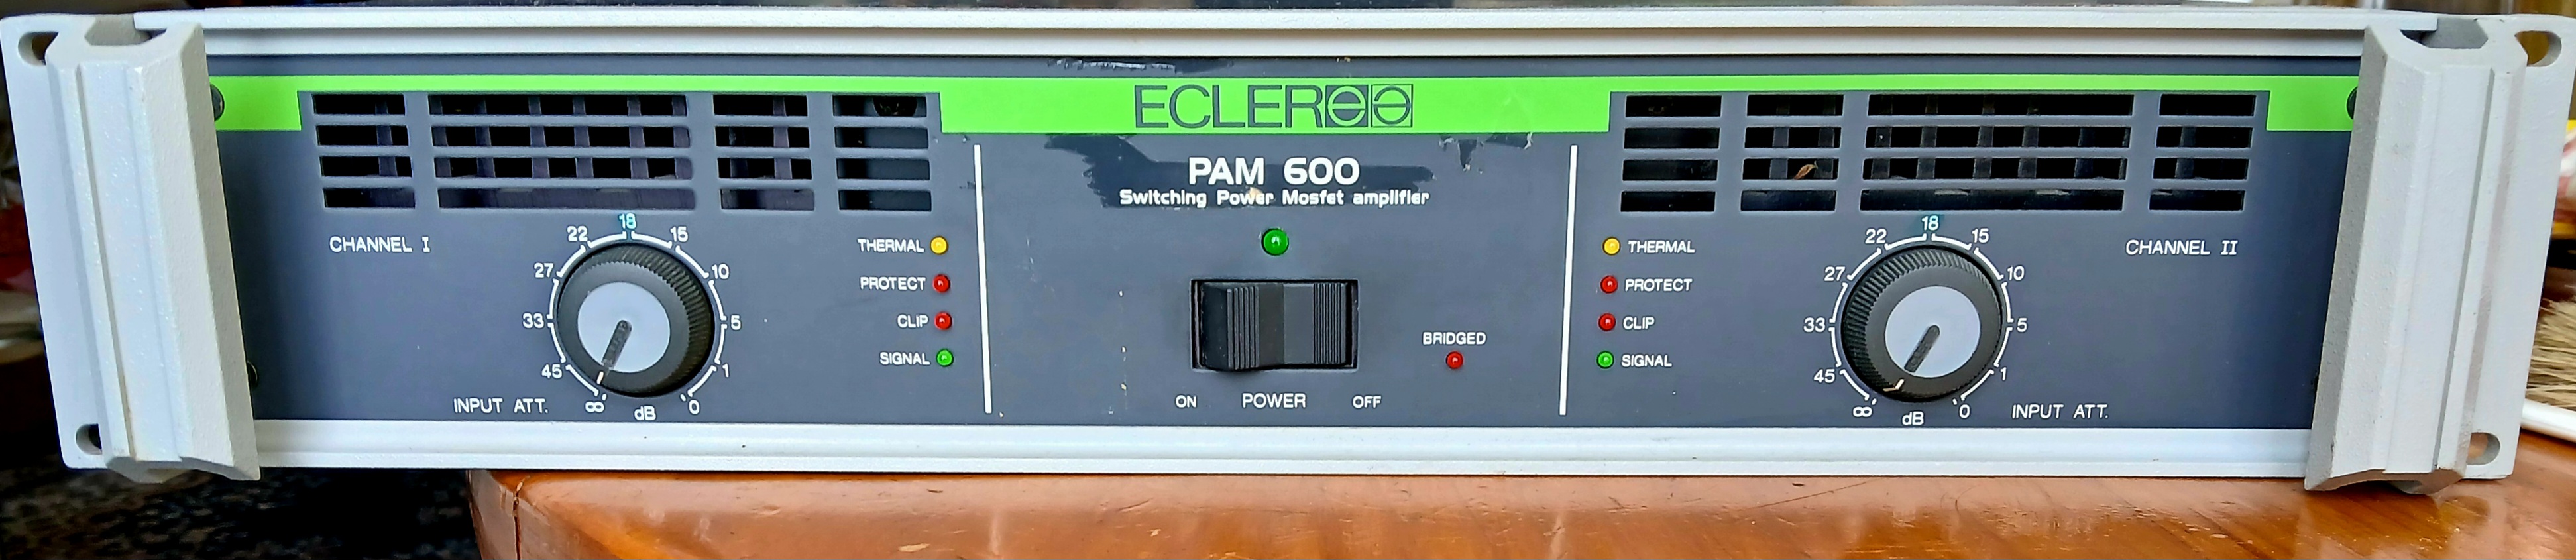 ECLER
PAM 600
Switching Power Mosfet amplifier
CHANNEL I
18
22
15
27
10
33
5
45
1
∞
0
dB
INPUT ATT.
THERMAL
PROTECT
CLIP
SIGNAL
ON POWER OFF
BRIDGED
THERMAL
PROTECT
CLIP
SIGNAL
18
22
15
27
10
33
5
45
1
∞
0
dB
INPUT ATT.
CHANNEL II